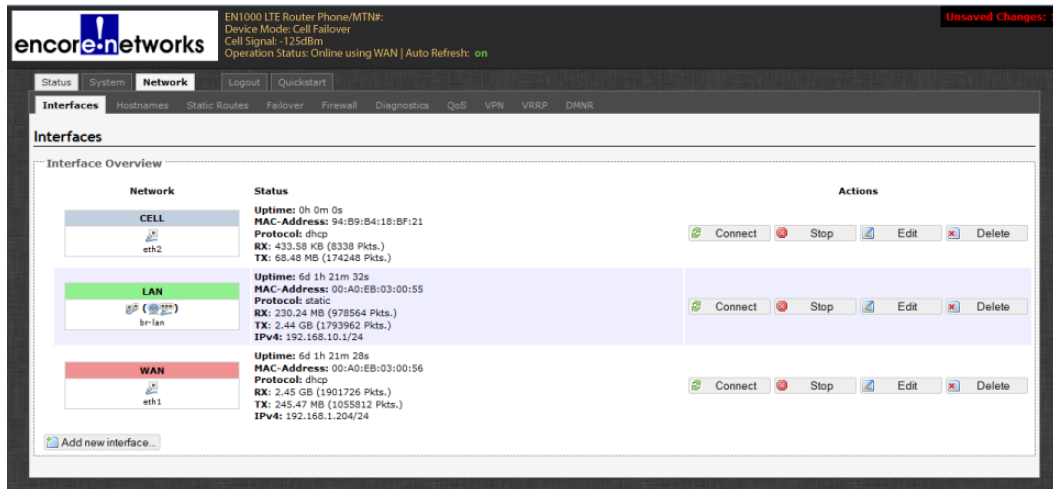 encore!networks
EN1000 LTE Router Phone/MTN#:
Device Mode: Cell Failover
Cell Signal: -125dBm
Operation Status: Online using WAN | Auto Refresh: on
Unsaved Changes:
Status System Network Logout Quickstart
Interfaces Hostnames Static Routes Failover Firewall Diagnostics QoS VPN VRRP DMNR
Interfaces
Interface Overview
Network Status Actions
CELL
eth2
Uptime: 0h 0m 0s
MAC-Address: 94:B9:B4:18:BF:21
Protocol: dhcp
RX: 433.58 KB (8338 Pkts.)
TX: 68.48 MB (174248 Pkts.)
Connect Stop Edit Delete
LAN
br-lan
Uptime: 6d 1h 21m 32s
MAC-Address: 00:A0:EB:03:00:55
Protocol: static
RX: 230.24 MB (978564 Pkts.)
TX: 2.44 GB (1793962 Pkts.)
IPv4: 192.168.10.1/24
Connect Stop Edit Delete
WAN
eth1
Uptime: 6d 1h 21m 28s
MAC-Address: 00:A0:EB:03:00:56
Protocol: dhcp
RX: 2.45 GB (1901726 Pkts.)
TX: 245.47 MB (1055812 Pkts.)
IPv4: 192.168.1.204/24
Connect Stop Edit Delete
Add new interface...